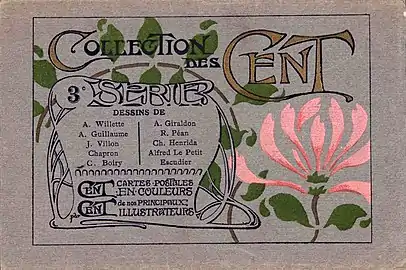 COLLECTION DES CENT
3e SÉRIE
DESSINS DE
A. Willette
A. Guillaume
J. Villon
Chapron
C. Boiry
A. Giraldon
R. Péan
Ch. Henrida
Alfred Le Petit
Escudier
CENT CARTES POSTALES
EN COULEURS
par CENT de nos PRINCIPAUX
ILLUSTRATEURS